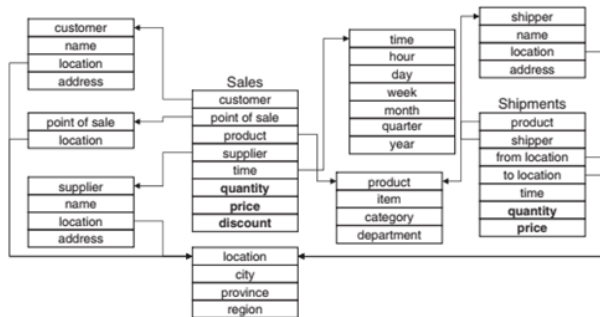 customer
name
location
address
point of sale
location
supplier
name
location
address
Sales
customer
point of sale
product
supplier
time
quantity
price
discount
location
city
province
region
time
hour
day
week
month
quarter
year
product
item
category
department
shipper
name
location
address
Shipments
product
shipper
from location
to location
time
quantity
price